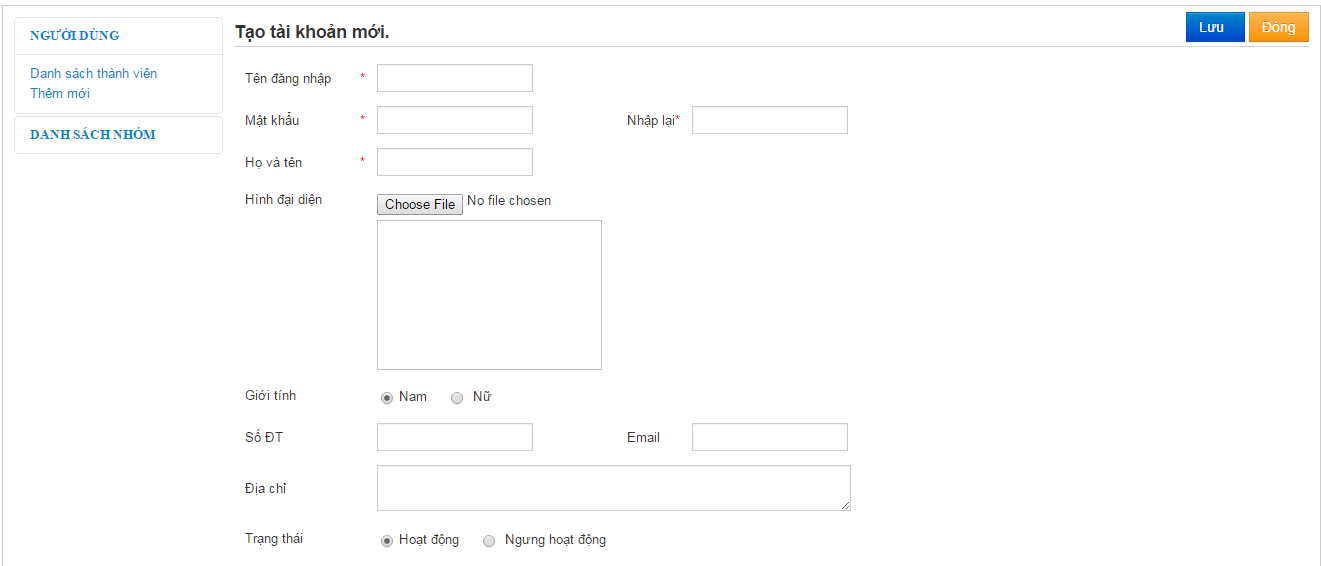 NGƯỜI DÙNG
Danh sách thành viên
Thêm mới
DANH SÁCH NHÓM
Tạo tài khoản mới.
Lưu Đóng
Tên đăng nhập *
Mật khẩu * Nhập lại*
Họ và tên *
Hình đại diện Choose File No file chosen
Giới tính Nam Nữ
Số ĐT Email
Địa chỉ
Trạng thái Hoạt động Ngưng hoạt động